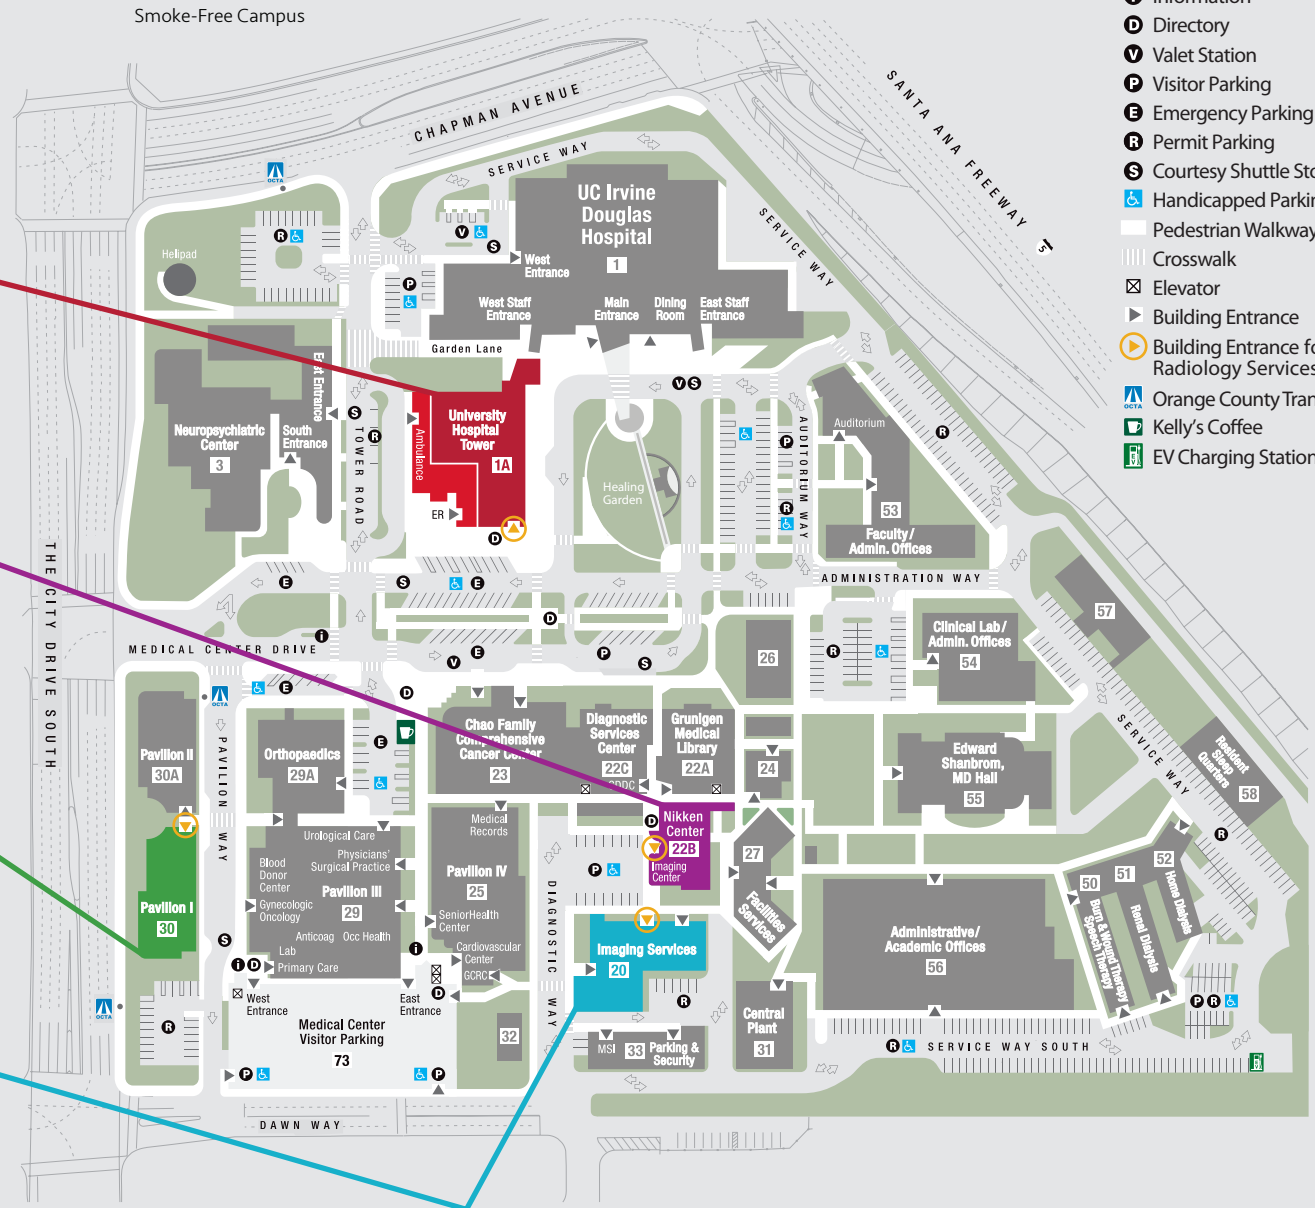 Smoke-Free Campus
Information
D Directory
V Valet Station
P Visitor Parking
E Emergency Parking
R Permit Parking
S Courtesy Shuttle Sto
Handicapped Parkin
Pedestrian Walkway
Crosswalk
Elevator
Building Entrance
Building Entrance fo
Radiology Services
OCTA Orange County Tran
Kelly's Coffee
EV Charging Station
CHAPMAN AVENUE
SANTA ANA FREEWAY
5
SERVICE WAY
SERVICE WAY
OCTA
R
Helipad
UC Irvine
Douglas
Hospital
1
V
S
West
Entrance
P
West Staff
Entrance
Main
Entrance
Dining
Room
East Staff
Entrance
Garden Lane
East Entrance
Neuropsychiatric
Center
3
South
Entrance
S
R
TOWER ROAD
University
Hospital
Tower
1A
Ambulance
ER
D
V S
Healing
Garden
P
R
AUDITORIUM WAY
Auditorium
53
Faculty/
Admin. Offices
R
ADMINISTRATION WAY
THE CITY DRIVE SOUTH
E
S
E
D
i
MEDICAL CENTER DRIVE
V
E
P
S
26
R
Clinical Lab/
Admin. Offices
54
57
OCTA
E
D
Pavilion II
30A
PAVILION WAY
Orthopaedics
29A
E
Chao Family
Comprehensive
Cancer Center
23
Diagnostic
Services
Center
22C
CDDC
Grunigen
Medical
Library
22A
24
Edward
Shanbrom,
MD Hall
55
SERVICE WAY
Resident
Sleep
Quarters
58
R
Urological Care
Physicians'
Surgical Practice
Blood
Donor
Center
Pavilion III
29
Gynecologic
Oncology
Anticoag
Occ Health
Lab
Primary Care
Medical
Records
Pavilion IV
25
SeniorHealth
Center
Cardiovascular
Center
GCRC
D
Nikken
Center
22B
Imaging
Center
P
DIAGNOSTIC WAY
27
Facilities
Services
Pavilion I
30
Imaging Services
20
R
Administrative/
Academic Offices
56
50
51
52
Burn & Wound Therapy
Speech Therapy
Renal Dialysis
Home Dialysis
P R
S
i D
i
D
West
Entrance
East
Entrance
OCTA
R
Medical Center
Visitor Parking
73
32
MSI
33
Parking &
Security
Central
Plant
31
R
SERVICE WAY SOUTH
P
P
DAWN WAY